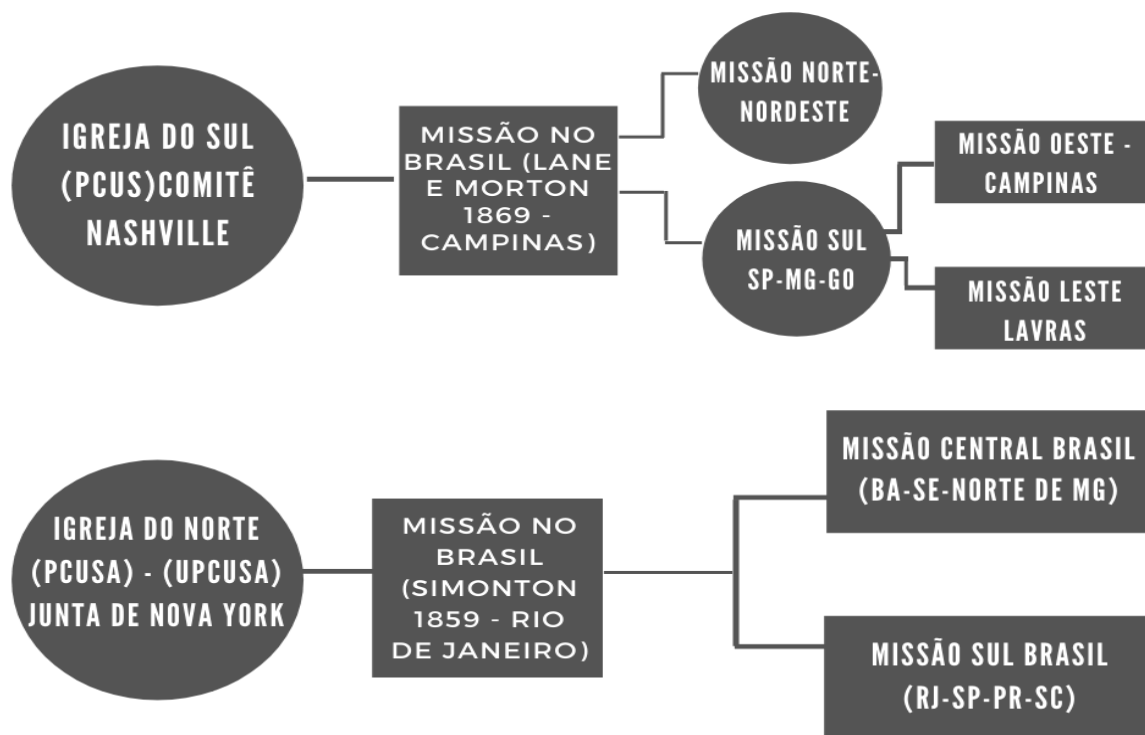 IGREJA DO SUL
(PCUS)COMITÊ
NASHVILLE
MISSÃO NO
BRASIL (LANE
E MORTON
1869 -
CAMPINAS)
MISSÃO NORTE-
NORDESTE
MISSÃO SUL
SP-MG-GO
MISSÃO OESTE -
CAMPINAS
MISSÃO LESTE
LAVRAS
IGREJA DO NORTE
(PCUSA) - (UPCUSA)
JUNTA DE NOVA YORK
MISSÃO NO
BRASIL
(SIMONTON
1859 - RIO
DE JANEIRO)
MISSÃO CENTRAL BRASIL
(BA-SE-NORTE DE MG)
MISSÃO SUL BRASIL
(RJ-SP-PR-SC)